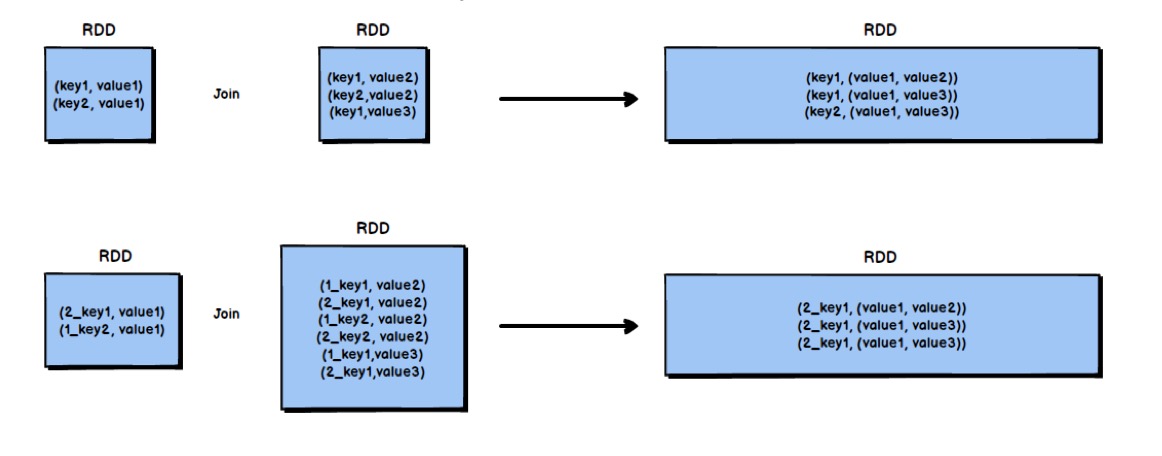 RDD
(key1, value1)
(key2, value1)
Join
RDD
(key1, value2)
(key2,value2)
(key1,value3)
RDD
(key1, (value1, value2))
(key1, (value1, value3))
(key2, (value1, value3))
RDD
(2_key1, value1)
(1_key2, value1)
Join
RDD
(1_key1, value2)
(2_key1, value2)
(1_key2, value2)
(2_key2, value2)
(1_key1,value3)
(2_key1,value3)
RDD
(2_key1, (value1, value2))
(2_key1, (value1, value3))
(2_key1, (value1, value3))